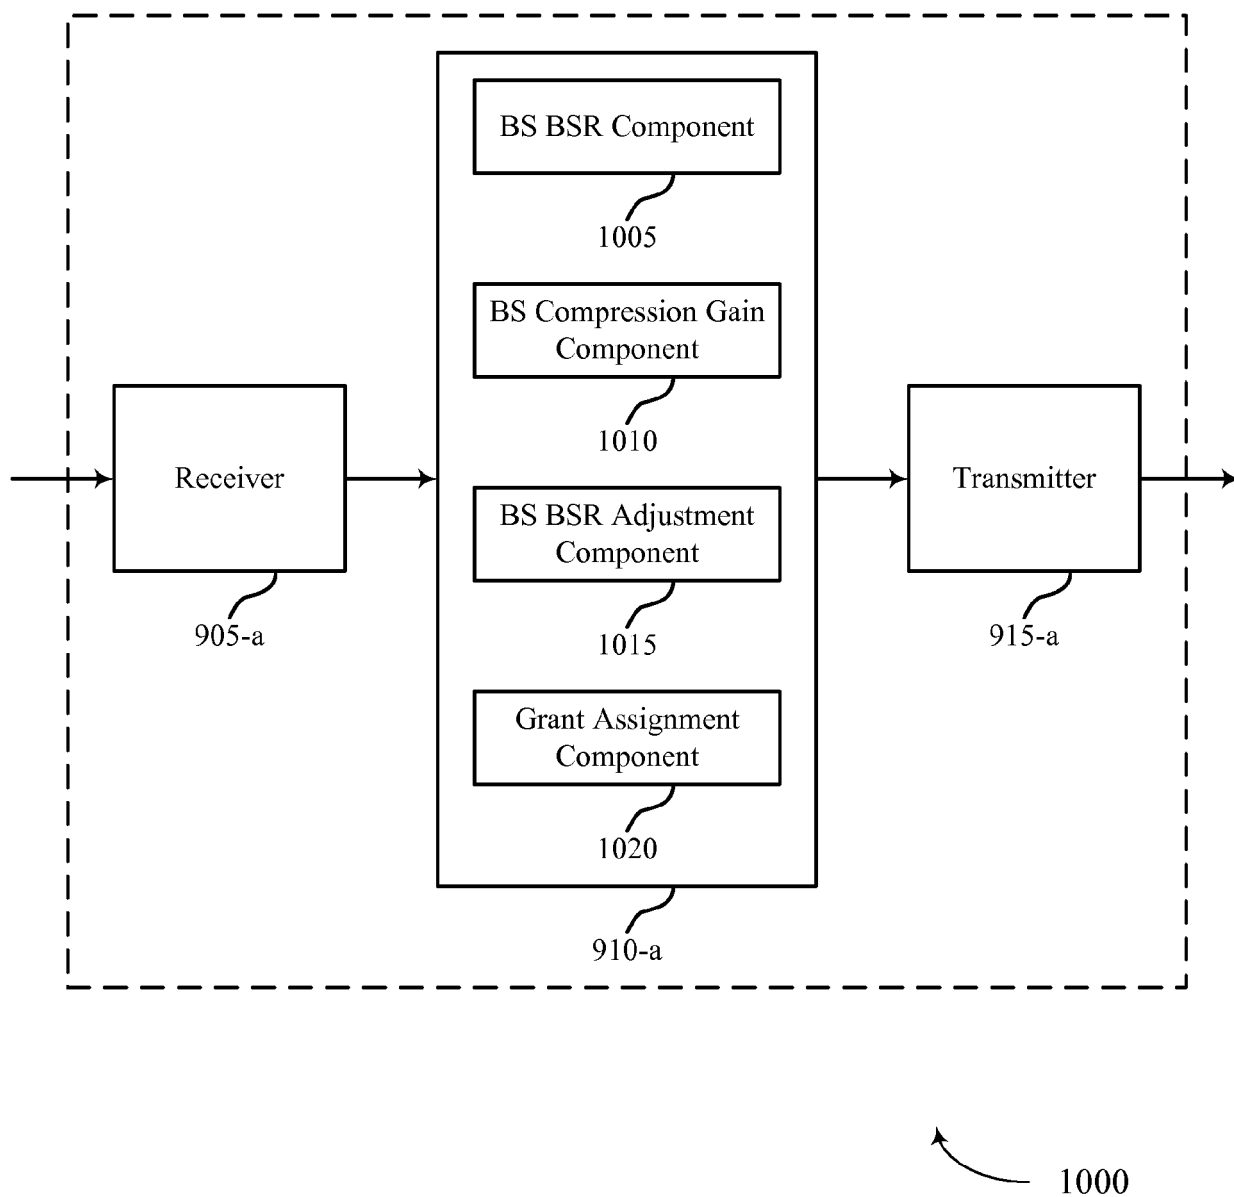 BS BSR Component
1005
BS Compression Gain
Component
1010
Receiver
905-a
BS BSR Adjustment
Component
1015
Transmitter
915-a
Grant Assignment
Component
1020
910-a
1000